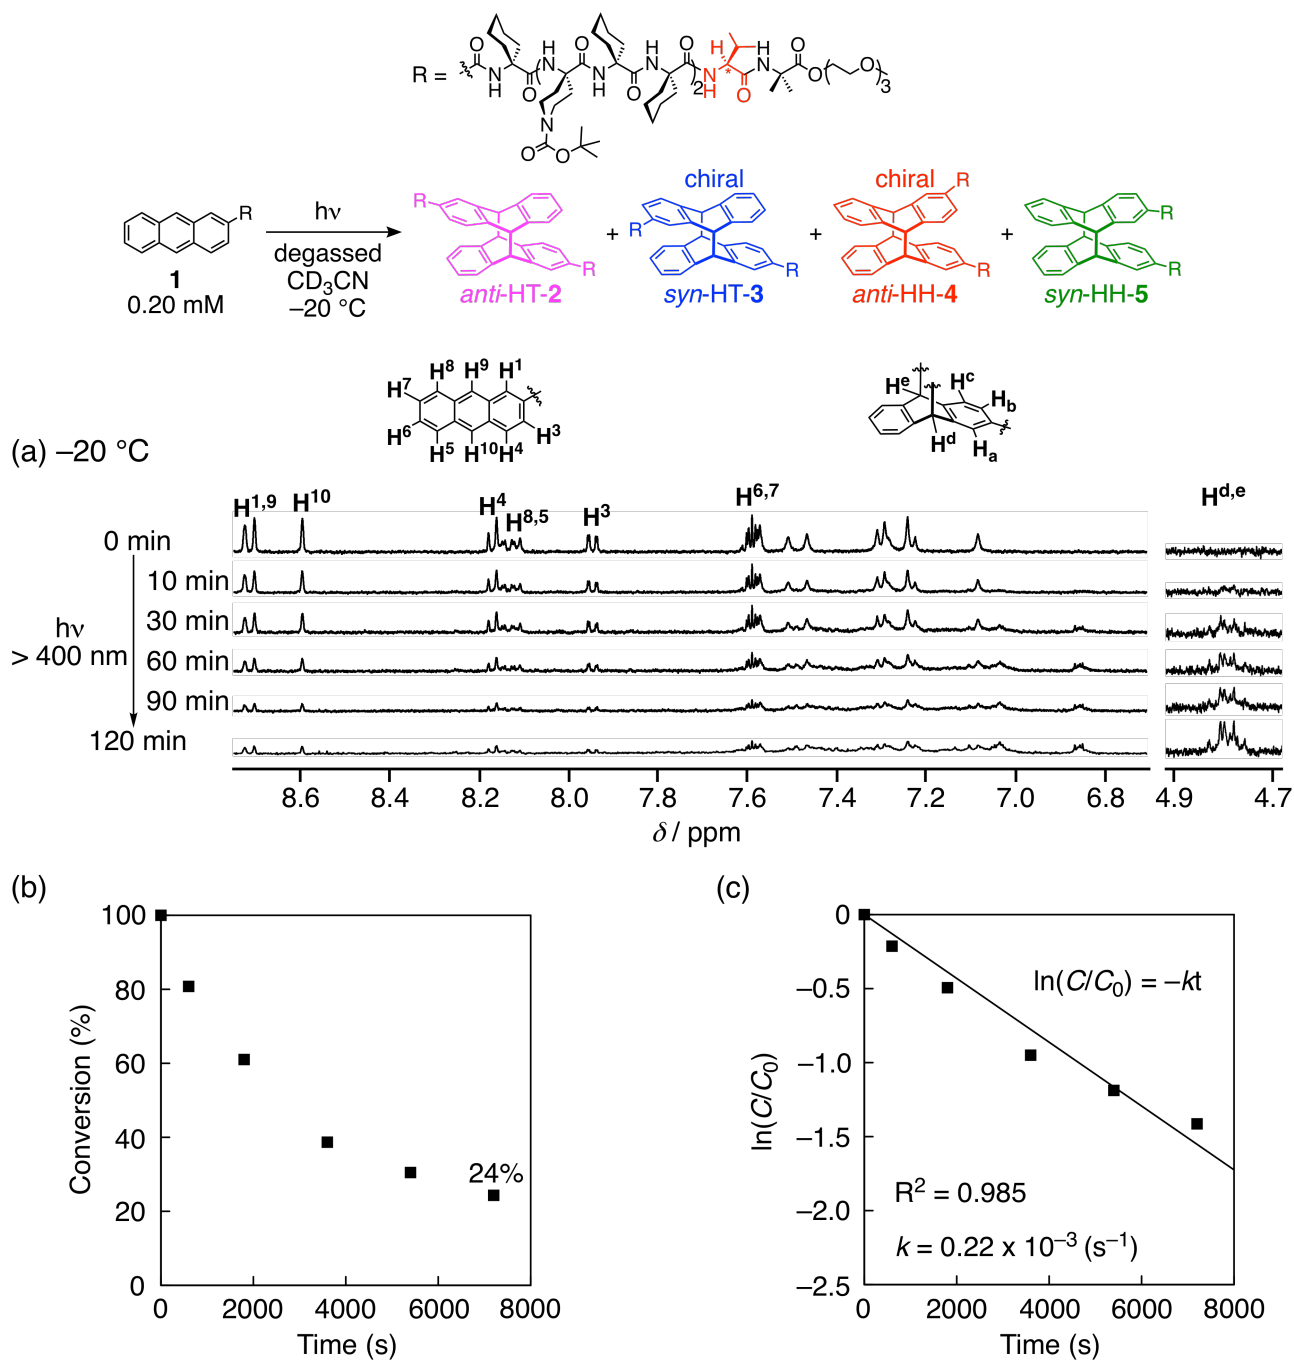 R =
O
H
N
O
H
N
O
H
N
O
N
H
O
N
H
O
2
N
H
H
*
O
O
O
3
N
O
O
1
0.20 mM
R
hν
degassed
CD3CN
–20 °C
R
R
anti-HT-2
+
chiral
R
R
syn-HT-3
+
chiral
R
R
anti-HH-4
+
R
R
syn-HH-5
H8 H9 H1
H7
H6
H5 H10 H4
H3
He
Hc
Hb
Hd
Ha
(a) –20 °C
H1,9 H10 H4 H8,5 H3 H6,7 Hd,e
0 min
10 min
30 min
hν
> 400 nm
60 min
90 min
120 min
8.6 8.4 8.2 8.0 7.8 7.6 7.4 7.2 7.0 6.8 4.9 4.7
δ / ppm
(b)
100
80
60
40
20
0
Conversion (%)
24%
0 2000 4000 6000 8000
Time (s)
(c)
0
–0.5
–1.0
–1.5
–2.0
–2.5
ln(C/C0)
ln(C/C0) = –kt
R2 = 0.985
k = 0.22 x 10–3 (s–1)
0 2000 4000 6000 8000
Time (s)